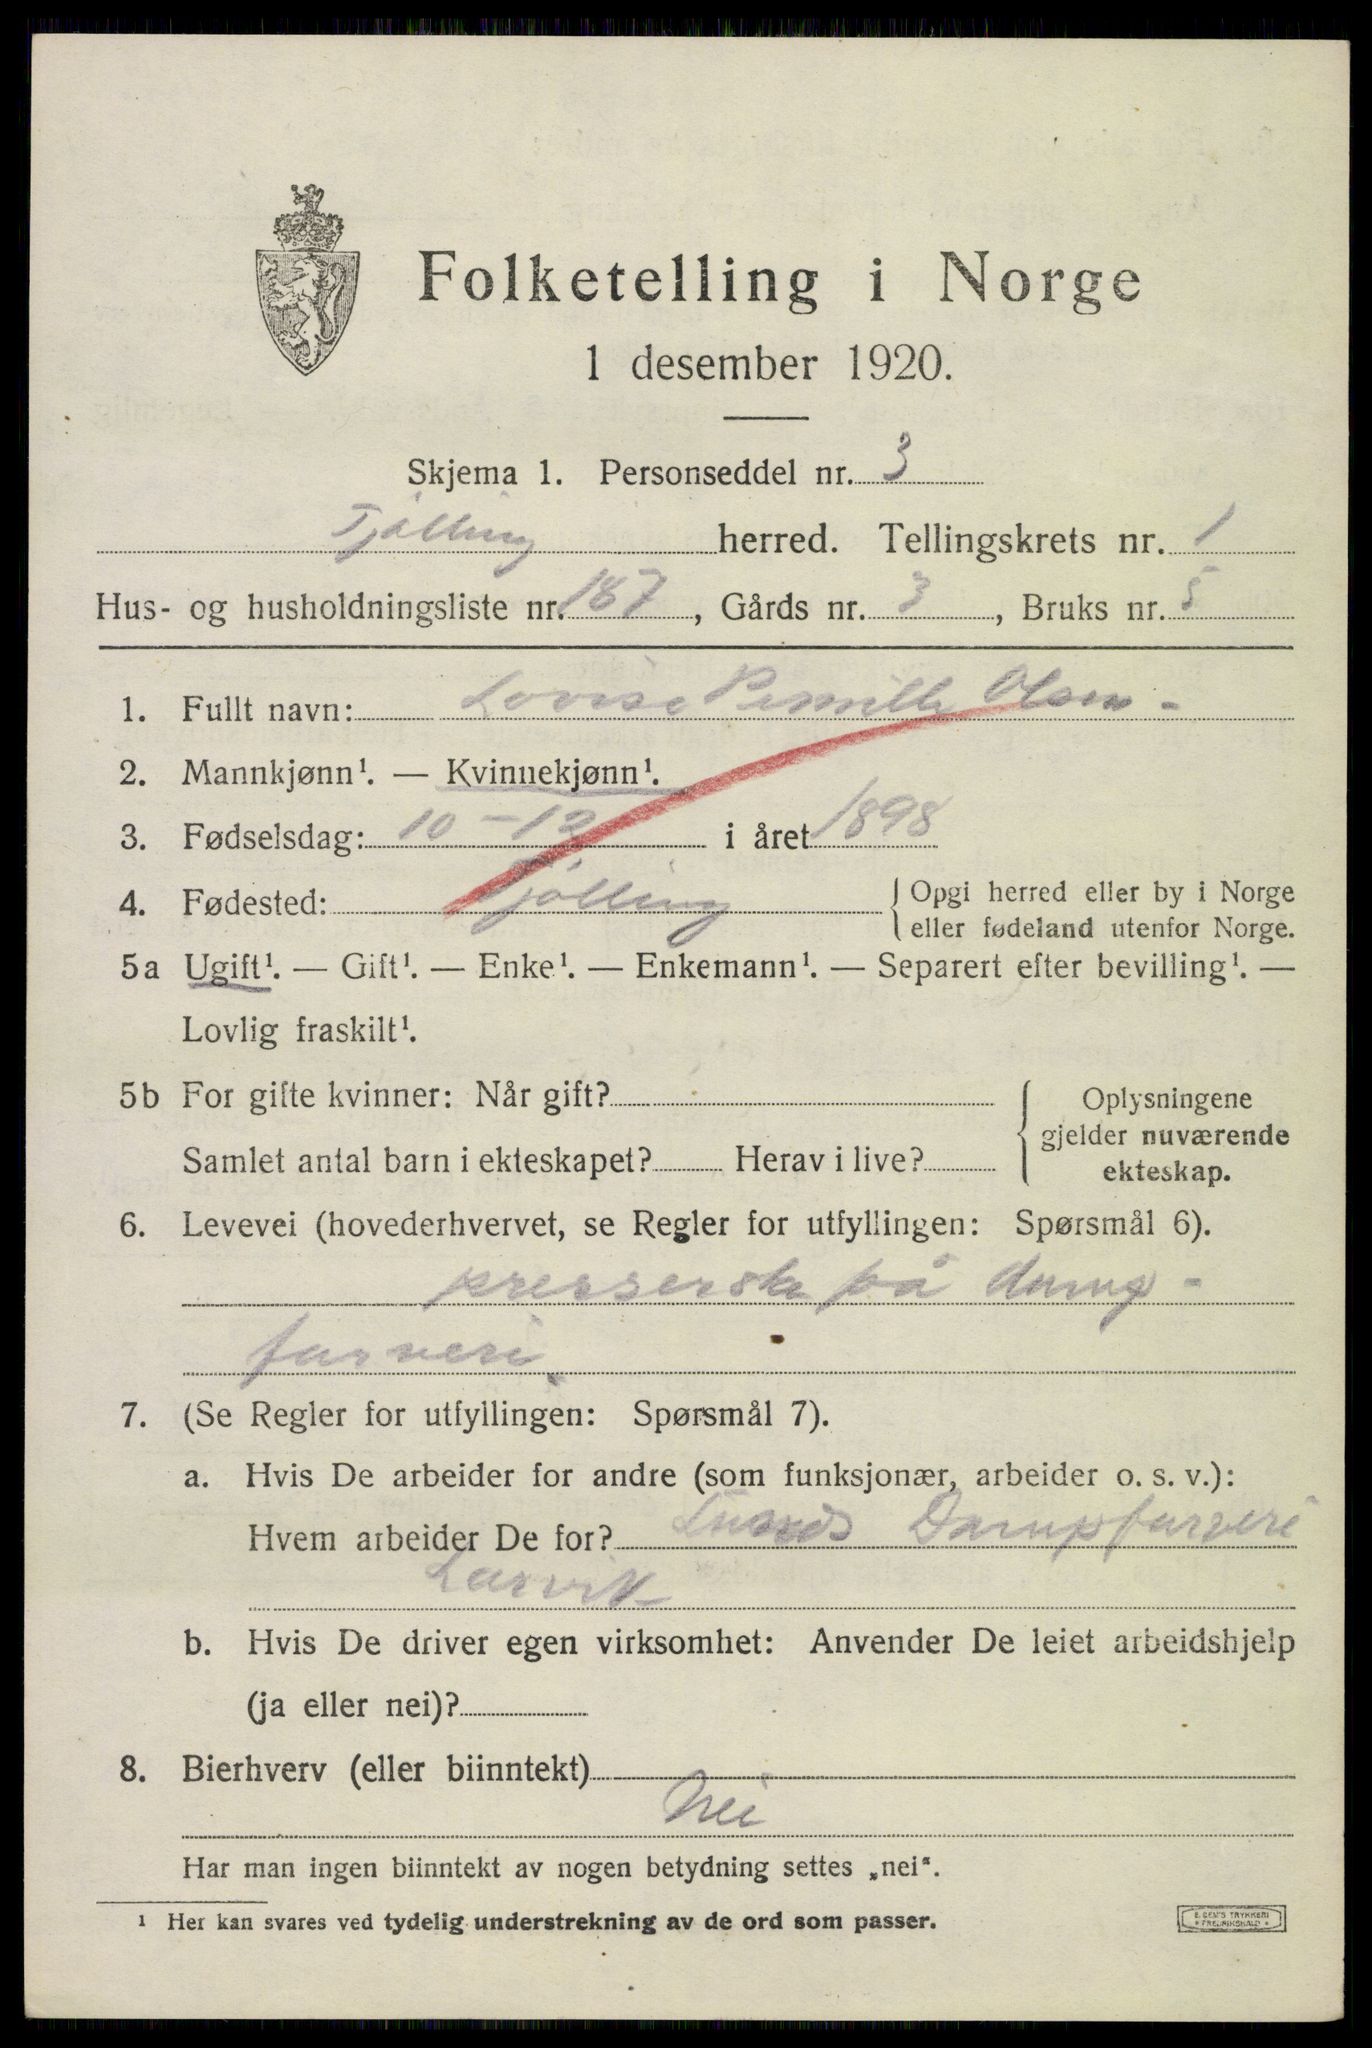 Folketelling i Norge
1 desember 1920.
Skjema 1. Personseddel nr. 3
Tjølling herred. Tellingskrets nr. 1
Hus- og husholdningsliste nr. 187, Gårds nr. 3, Bruks nr. 5
1. Fullt navn: Lovise Pernille Olsen -
2. Mannkjønn¹. — Kvinnekjønn¹.
3. Fødselsdag: 10-12 i året 1898
4. Fødested: Tjølling { Opgi herred eller by i Norge
eller fødeland utenfor Norge.
5a Ugift¹. — Gift¹. — Enke¹. — Enkemann¹. — Separert efter bevilling¹. —
Lovlig fraskilt¹.
5b For gifte kvinner: Når gift?
Samlet antal barn i ekteskapet? Herav i live?
{ Oplysningene
gjelder nuværende
ekteskap.
6. Levevei (hovederhvervet, se Regler for utfyllingen: Spørsmål 6).
presserske på damp-
farveri
7. (Se Regler for utfyllingen: Spørsmål 7).
a. Hvis De arbeider for andre (som funksjonær, arbeider o. s. v.):
Hvem arbeider De for? Lunds Dampfarveri
Larvik
b. Hvis De driver egen virksomhet: Anvender De leiet arbeidshjelp
(ja eller nei)?
8. Bierhverv (eller biinntekt)
Nei
Har man ingen biinntekt av nogen betydning settes „nei“.
¹ Her kan svares ved tydelig understrekning av de ord som passer.
E. SEM'S TRYKKERI
* FREDRIKSHALD *